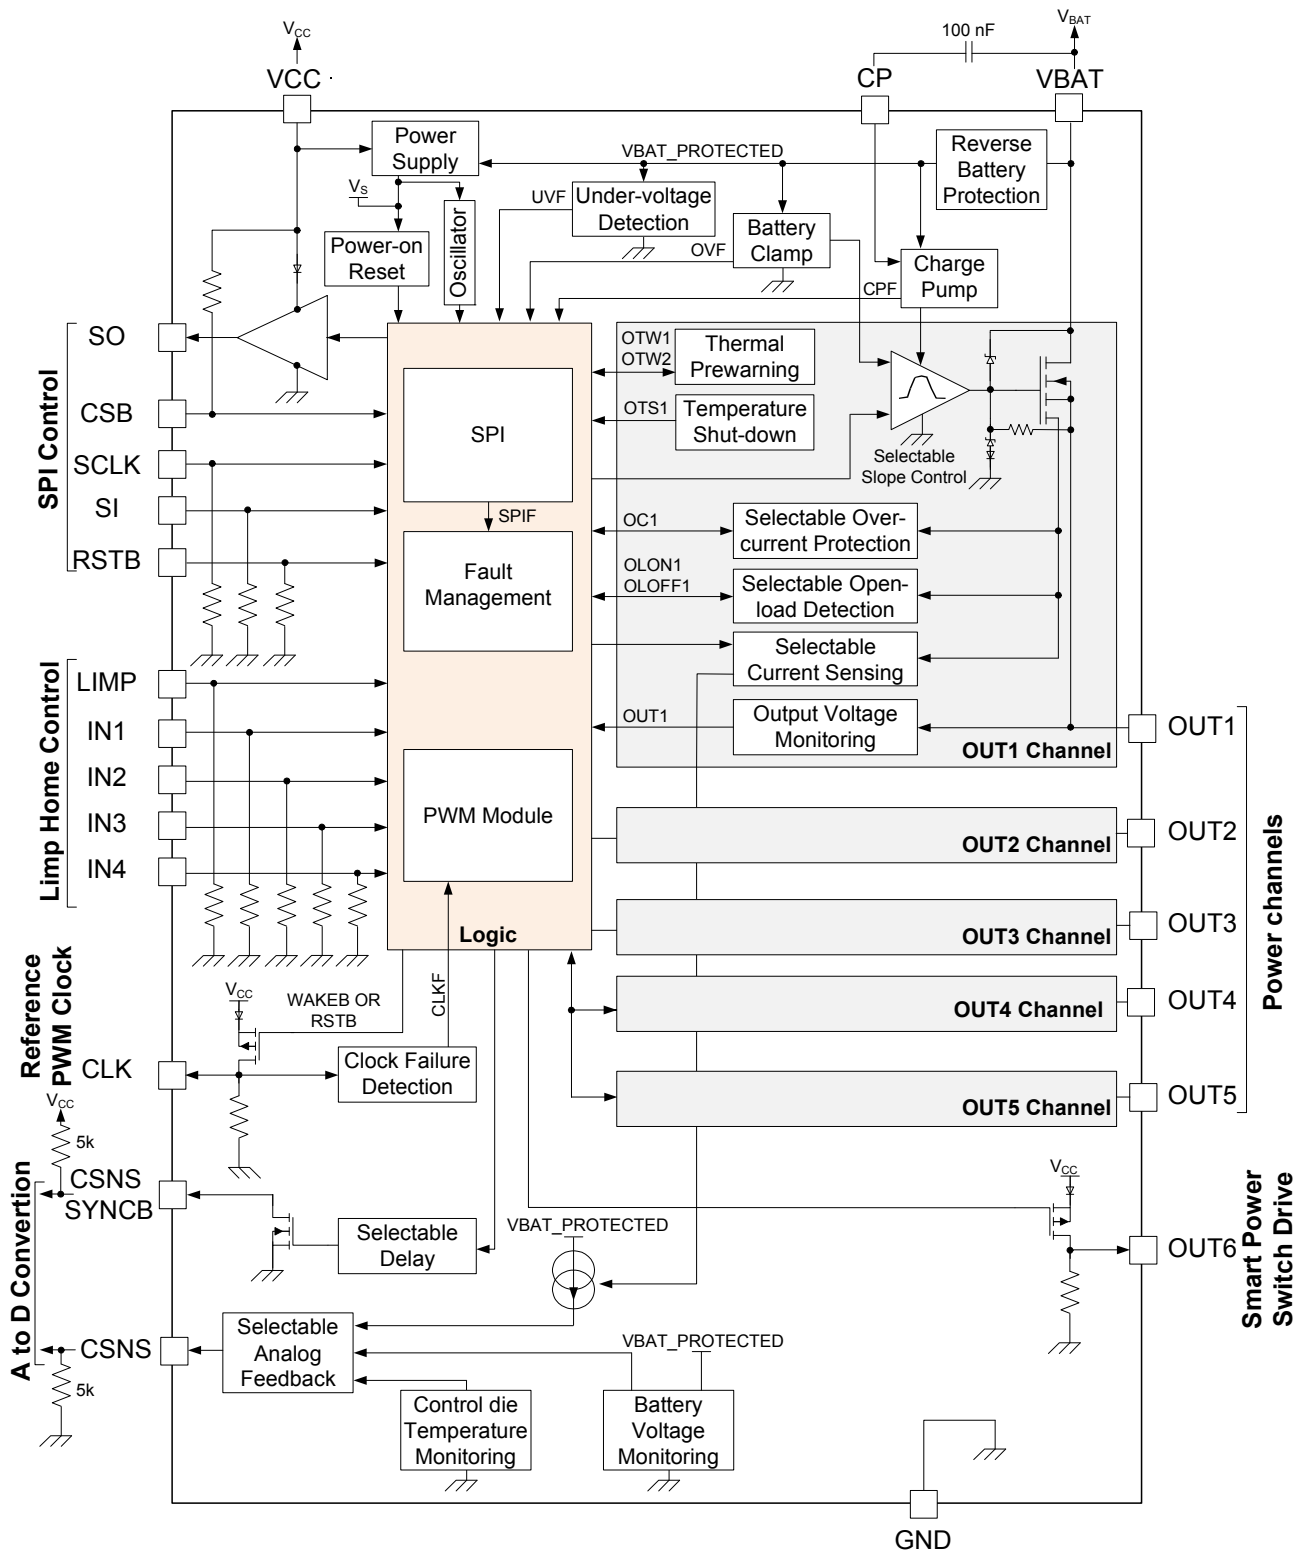 VCC
VCC
100 nF
VBAT
CP
VBAT
Power
Supply
VBAT_PROTECTED
Reverse
Battery
Protection
VS
UVF
Under-voltage
Detection
Oscillator
Power-on
Reset
OVF
Battery
Clamp
Charge
Pump
CPF
SPI Control
SO
CSB
SCLK
SI
RSTB
OTW1
OTW2
Thermal
Prewarning
OTS1
Temperature
Shut-down
SPI
SPIF
Fault
Management
Selectable
Slope Control
OC1
Selectable Over-
current Protection
OLON1
OLOFF1
Selectable Open-
load Detection
Selectable
Current Sensing
OUT1
Output Voltage
Monitoring
OUT1 Channel
OUT1
Limp Home Control
LIMP
IN1
IN2
IN3
IN4
PWM Module
Logic
OUT2 Channel
OUT2
OUT3 Channel
OUT3
OUT4 Channel
OUT4
OUT5 Channel
OUT5
Power channels
Reference
PWM Clock
VCC
WAKEB OR
RSTB
CLKF
CLK
Clock Failure
Detection
VCC
5k
A to D Convertion
CSNS
SYNCB
Selectable
Delay
VBAT_PROTECTED
VCC
OUT6
Smart Power
Switch Drive
CSNS
5k
Selectable
Analog
Feedback
VBAT_PROTECTED
Control die
Temperature
Monitoring
Battery
Voltage
Monitoring
GND